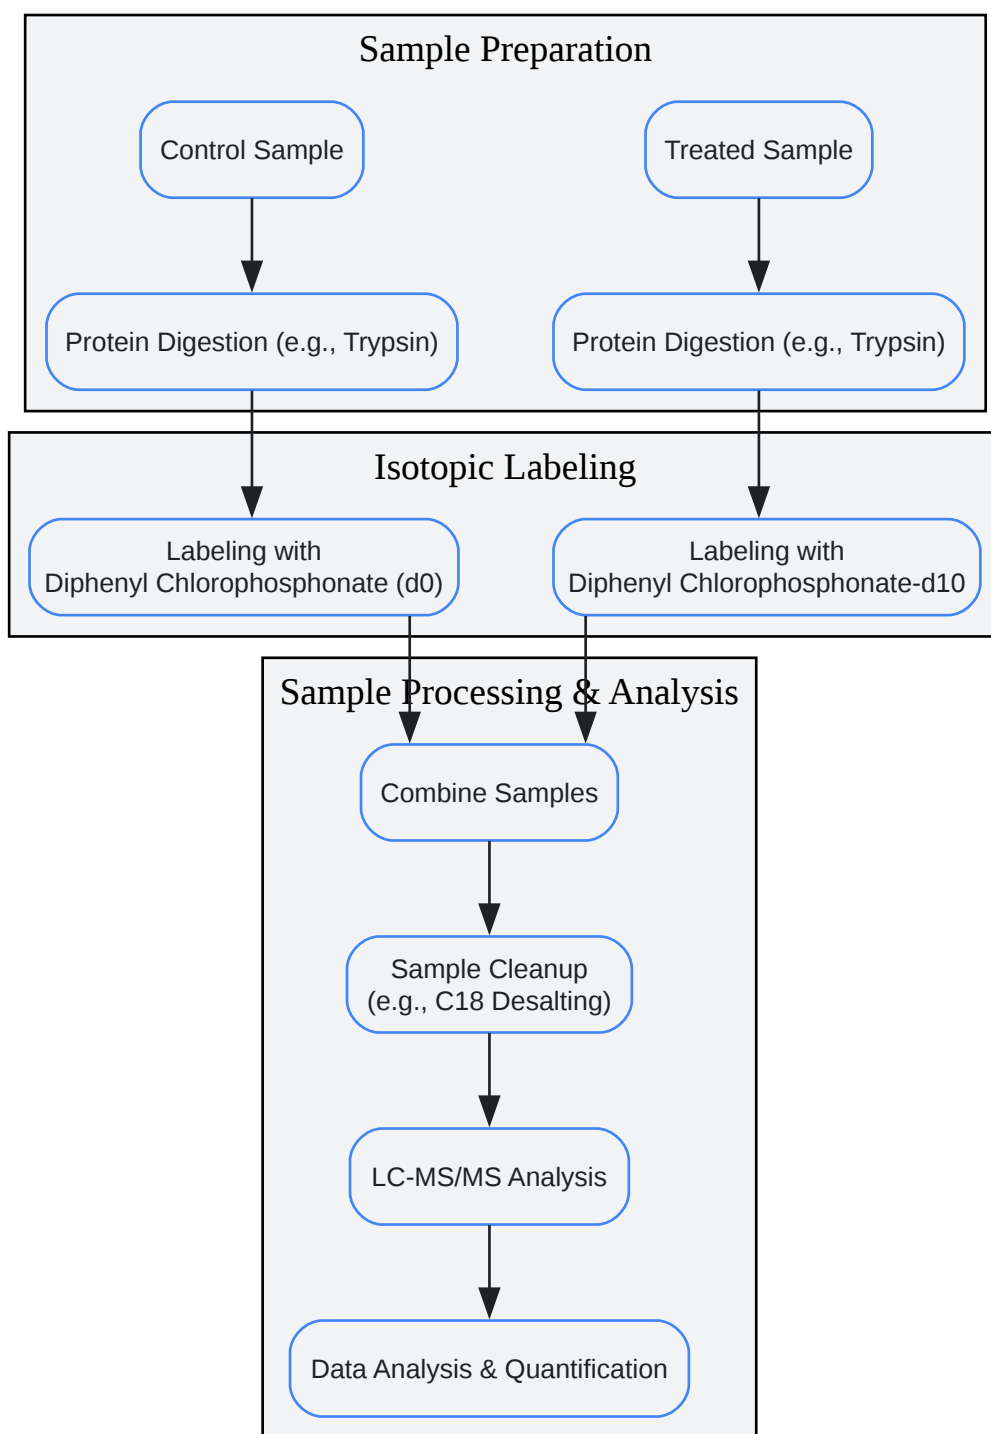 Sample Preparation
Control Sample
Treated Sample
Protein Digestion (e.g., Trypsin)
Protein Digestion (e.g., Trypsin)
Isotopic Labeling
Labeling with
Diphenyl Chlorophosphonate (d0)
Labeling with
Diphenyl Chlorophosphonate-d10
Sample Processing & Analysis
Combine Samples
Sample Cleanup
(e.g., C18 Desalting)
LC-MS/MS Analysis
Data Analysis & Quantification